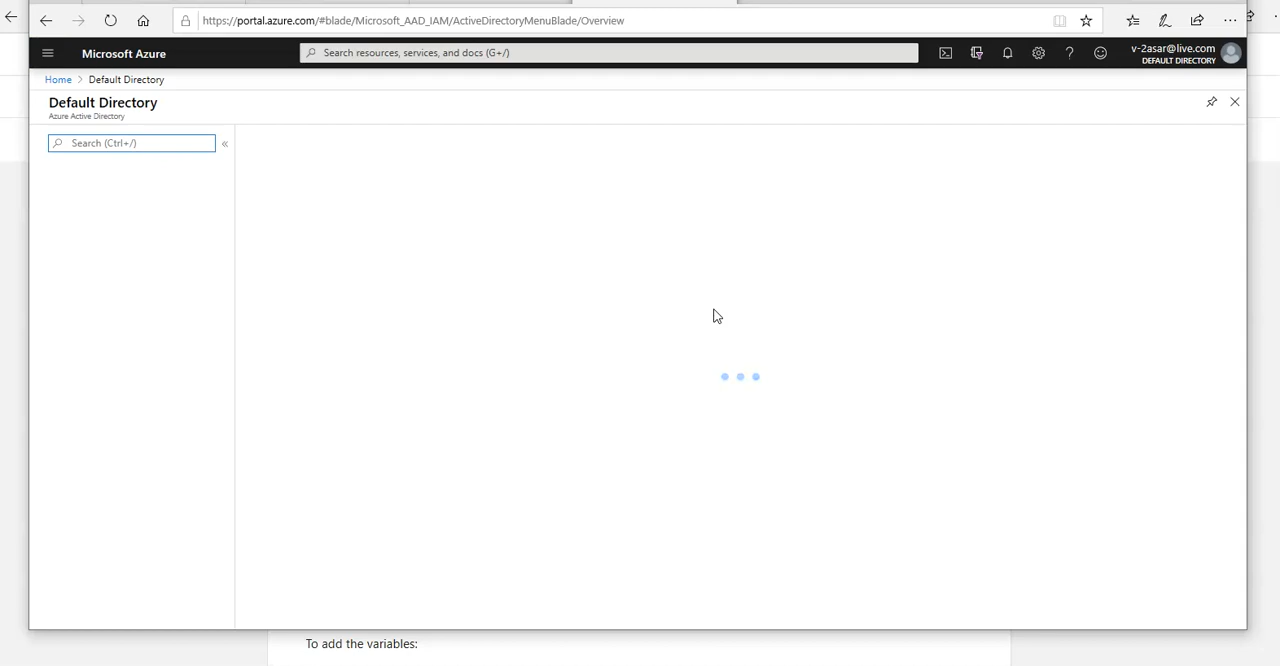 https://portal.azure.com/#blade/Microsoft_AAD_IAM/ActiveDirectoryMenuBlade/Overview
Microsoft Azure
Search resources, services, and docs (G+/)
v-2asar@live.com
DEFAULT DIRECTORY
Home > Default Directory
Default Directory
Azure Active Directory
Search (Ctrl+/)
To add the variables: